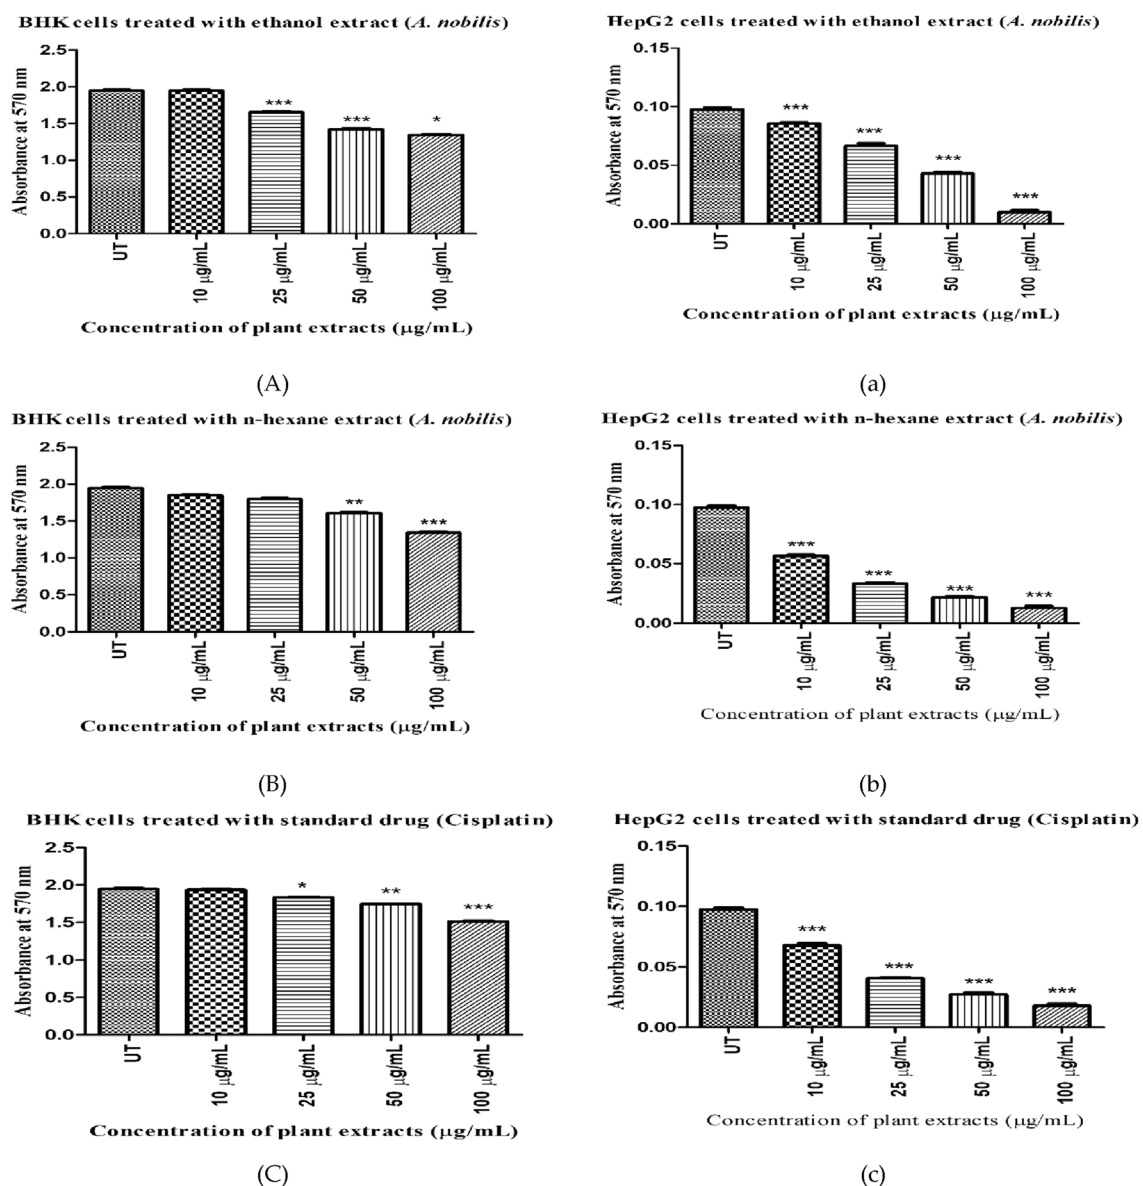 BHK cells treated with ethanol extract (A. nobilis)
Absorbance at 570 nm
2.5
2.0
1.5
1.0
0.5
0.0
***
***
*
UT
10 µg/mL
25 µg/mL
50 µg/mL
100 µg/mL
Concentration of plant extracts (µg/mL)
(A)
HepG2 cells treated with ethanol extract (A. nobilis)
Absorbance at 570 nm
0.15
0.10
0.05
0.00
***
***
***
***
UT
10 µg/mL
25 µg/mL
50 µg/mL
100 µg/mL
Concentration of plant extracts (µg/mL)
(a)
BHK cells treated with n-hexane extract (A. nobilis)
Absorbance at 570 nm
2.5
2.0
1.5
1.0
0.5
0.0
**
***
UT
10 µg/mL
25 µg/mL
50 µg/mL
100 µg/mL
Concentration of plant extracts (µg/mL)
(B)
HepG2 cells treated with n-hexane extract (A. nobilis)
Absorbance at 570 nm
0.15
0.10
0.05
0.00
***
***
***
***
UT
10 µg/mL
25 µg/mL
50 µg/mL
100 µg/mL
Concentration of plant extracts (µg/mL)
(b)
BHK cells treated with standard drug (Cisplatin)
Absorbance at 570 nm
2.5
2.0
1.5
1.0
0.5
0.0
*
**
***
UT
10 µg/mL
25 µg/mL
50 µg/mL
100 µg/mL
Concentration of plant extracts (µg/mL)
(C)
HepG2 cells treated with standard drug (Cisplatin)
Absorbance at 570 nm
0.15
0.10
0.05
0.00
***
***
***
***
UT
10 µg/mL
25 µg/mL
50 µg/mL
100 µg/mL
Concentration of plant extracts (µg/mL)
(c)